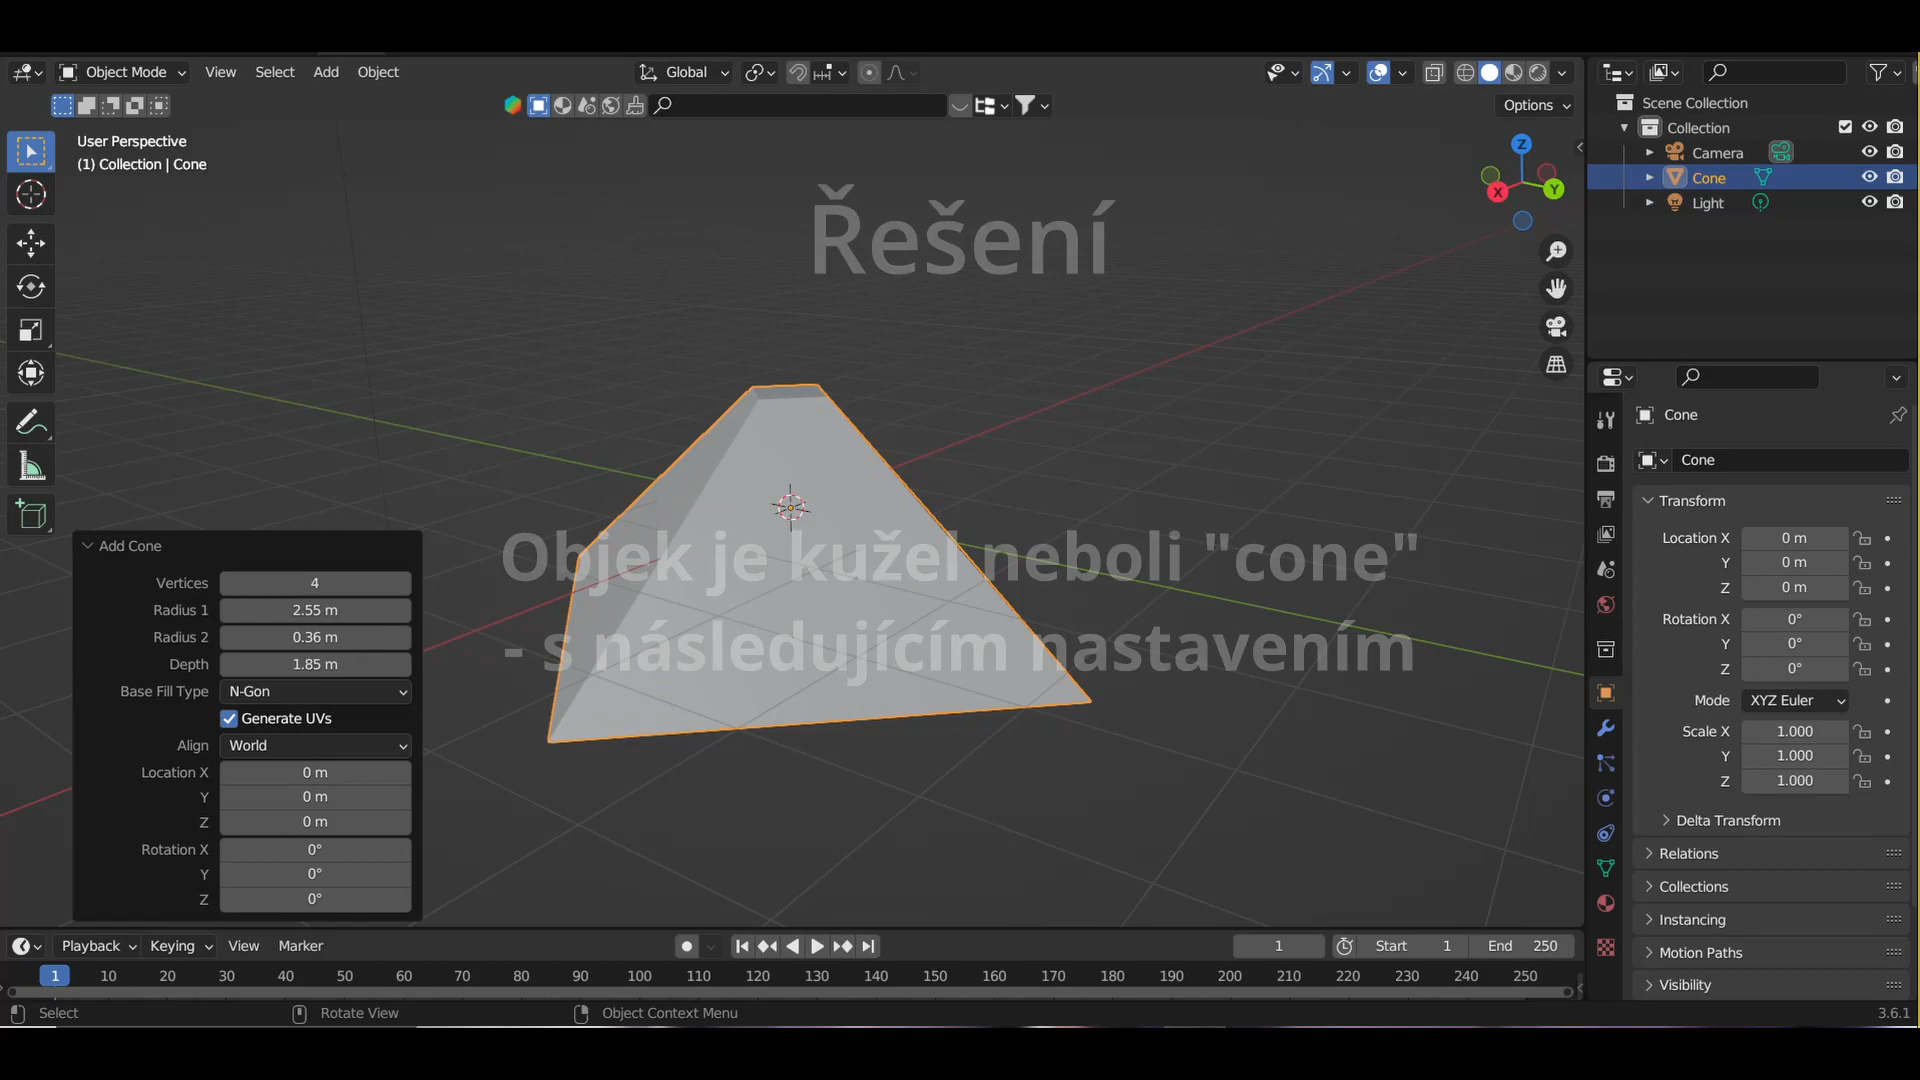 Object Mode
View
Select
Add
Object
Global
Options
User Perspective
(1) Collection | Cone
Z
X
Y
Řešení
Objek je kužel neboli "cone"
- s následujícím nastavením
Add Cone
Vertices 4
Radius 1 2.55 m
Radius 2 0.36 m
Depth 1.85 m
Base Fill Type N-Gon
Generate UVs
Align World
Location X 0 m
Y 0 m
Z 0 m
Rotation X 0°
Y 0°
Z 0°
Scene Collection
Collection
Camera
Cone
Light
Cone
Cone
Transform
Location X 0 m
Y 0 m
Z 0 m
Rotation X 0°
Y 0°
Z 0°
Mode XYZ Euler
Scale X 1.000
Y 1.000
Z 1.000
Delta Transform
Relations
Collections
Instancing
Motion Paths
Visibility
Playback
Keying
View
Marker
1
Start 1
End 250
1 10 20 30 40 50 60 70 80 90 100 110 120 130 140 150 160 170 180 190 200 210 220 230 240 250
Select
Rotate View
Object Context Menu
3.6.1